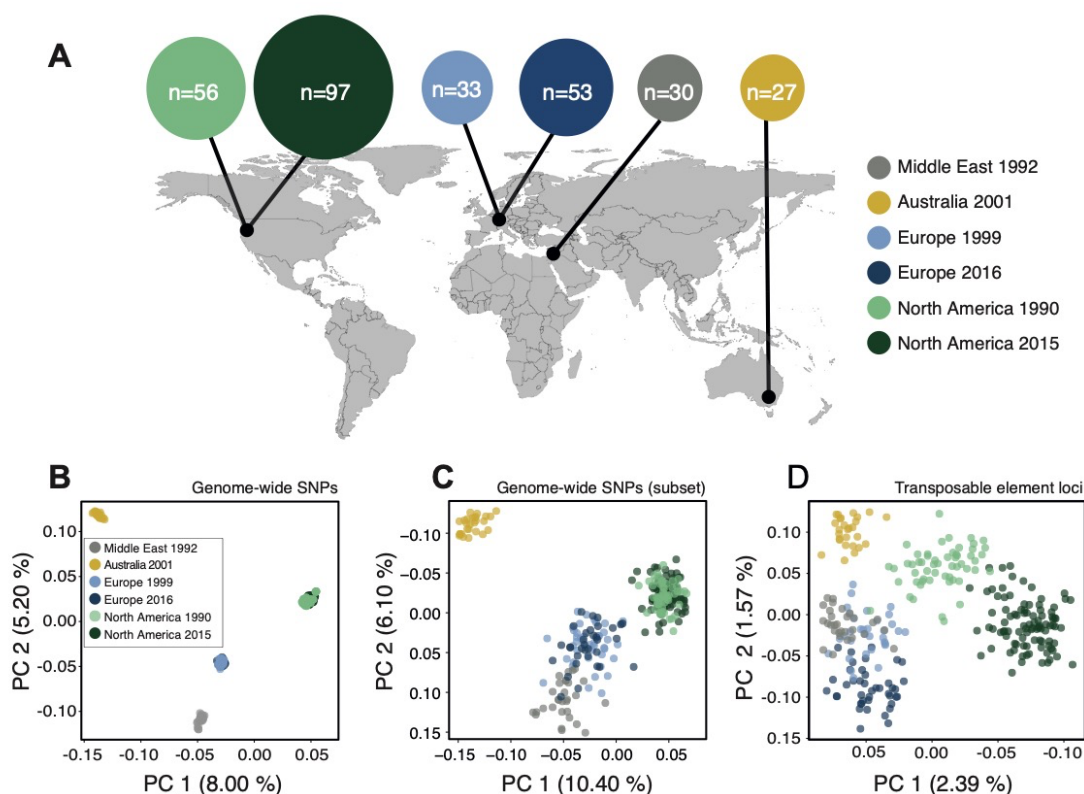 A
n=56
n=97
n=33
n=53
n=30
n=27
Middle East 1992
Australia 2001
Europe 1999
Europe 2016
North America 1990
North America 2015
B
Genome-wide SNPs
PC 2 (5.20 %)
0.10
0.05
0.00
-0.05
-0.10
Middle East 1992
Australia 2001
Europe 1999
Europe 2016
North America 1990
North America 2015
-0.15
-0.10
-0.05
0.00
0.05
PC 1 (8.00 %)
C
Genome-wide SNPs (subset)
PC 2 (6.10 %)
−0.10
−0.05
0.00
0.05
0.10
0.15
−0.15
−0.10
−0.05
0.00
0.05
PC 1 (10.40 %)
D
Transposable element loci
PC 2 (1.57 %)
0.10
0.05
0.00
-0.05
-0.10
0.15
0.05
0.00
-0.05
-0.10
PC 1 (2.39 %)